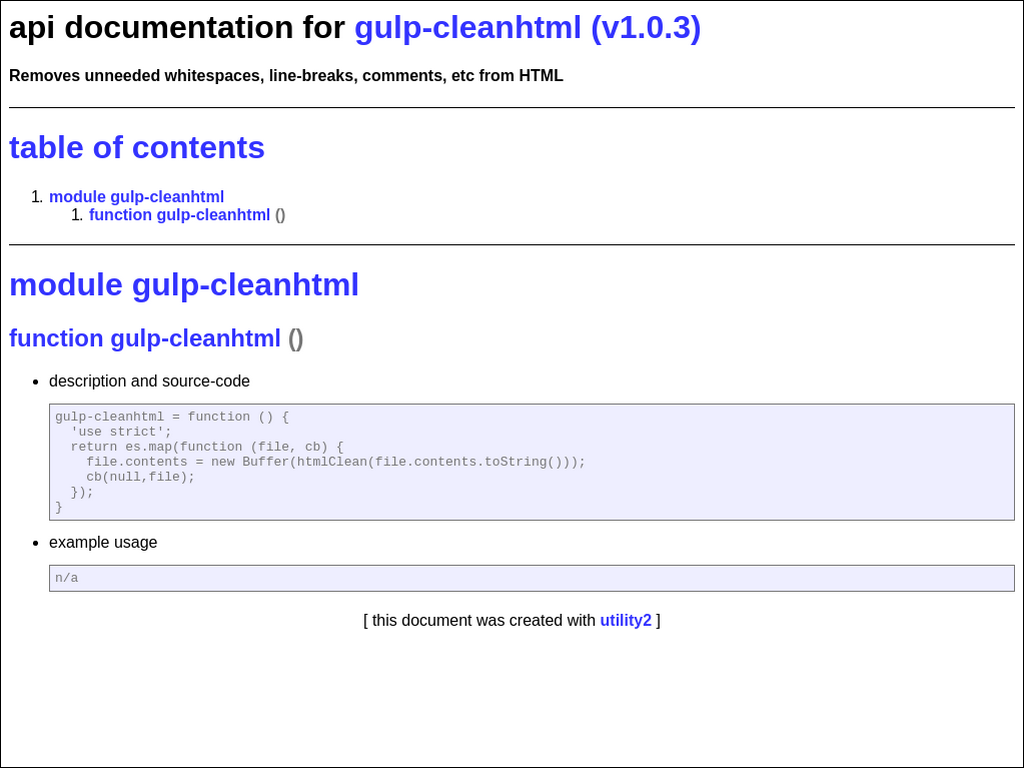 api documentation for gulp-cleanhtml (v1.0.3)
Removes unneeded whitespaces, line-breaks, comments, etc from HTML
table of contents
1. module gulp-cleanhtml
1. function gulp-cleanhtml ()
module gulp-cleanhtml
function gulp-cleanhtml ()
• description and source-code
gulp-cleanhtml = function () {
  'use strict';
  return es.map(function (file, cb) {
    file.contents = new Buffer(htmlClean(file.contents.toString()));
    cb(null,file);
  });
}
• example usage
n/a
[ this document was created with utility2 ]